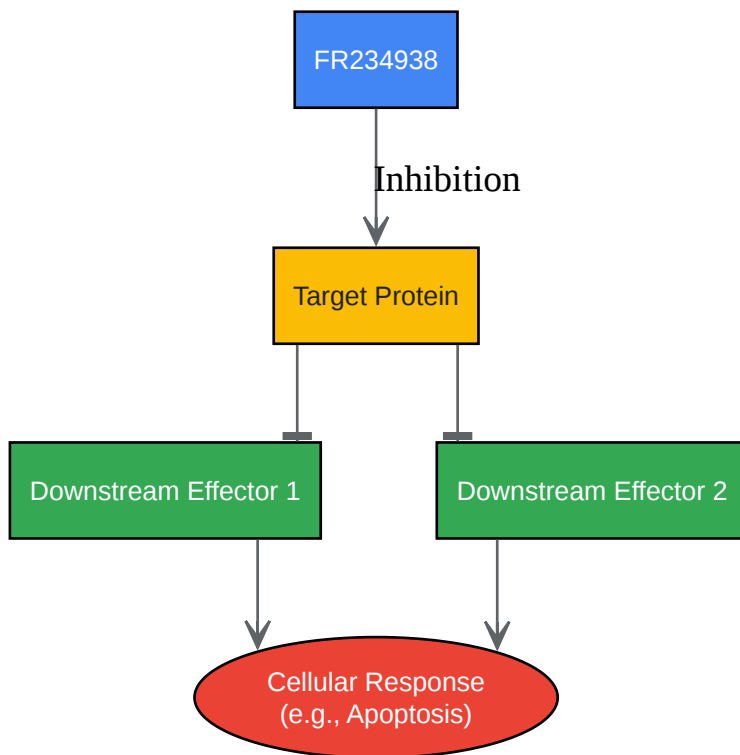 FR234938
Inhibition
Target Protein
Downstream Effector 1
Downstream Effector 2
Cellular Response
(e.g., Apoptosis)